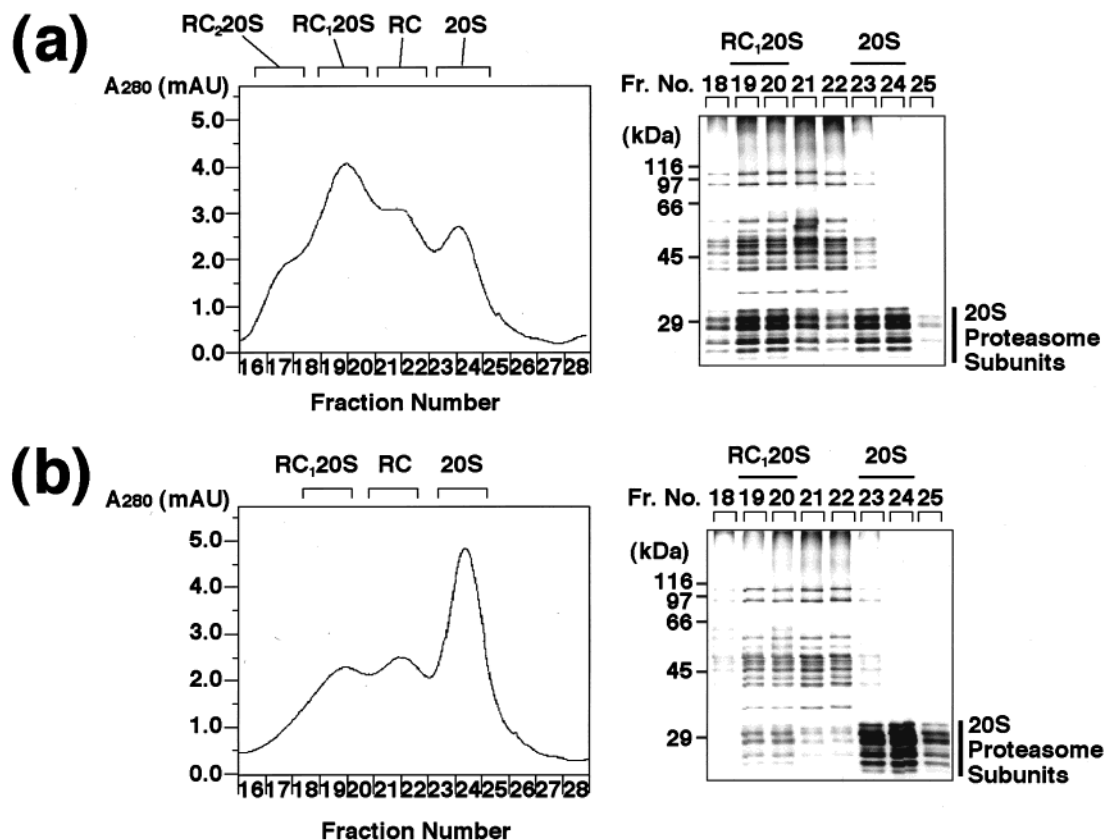 (a)
RC₂20S RC₁20S RC 20S
A280 (mAU)
5.0
4.0
3.0
2.0
1.0
0.0
16 17 18 19 20 21 22 23 24 25 26 27 28
Fraction Number
RC₁20S 20S
Fr. No. 18 19 20 21 22 23 24 25
(kDa)
116
97
66
45
29
20S
Proteasome
Subunits
(b)
RC₁20S RC 20S
A280 (mAU)
5.0
4.0
3.0
2.0
1.0
0.0
16 17 18 19 20 21 22 23 24 25 26 27 28
Fraction Number
RC₁20S 20S
Fr. No. 18 19 20 21 22 23 24 25
(kDa)
116
97
66
45
29
20S
Proteasome
Subunits